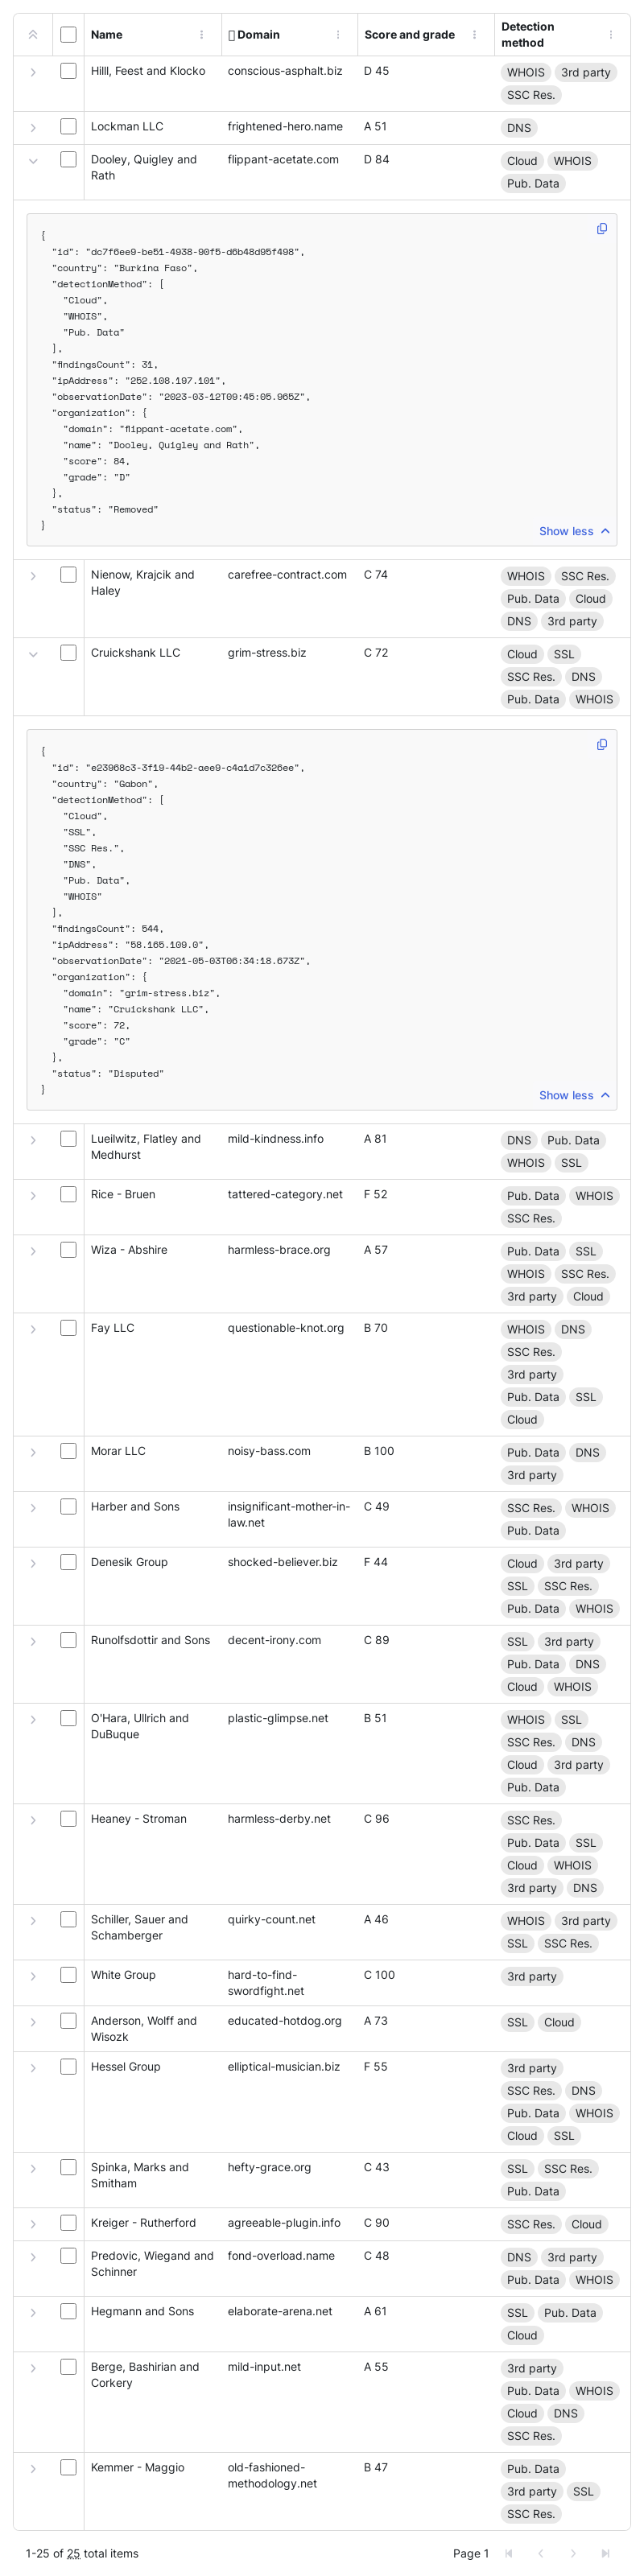 Name Domain Score and grade Detection
method
Hilll, Feest and Klocko conscious-asphalt.biz D 45 WHOIS 3rd party
SSC Res.
Lockman LLC frightened-hero.name A 51 DNS
Dooley, Quigley and flippant-acetate.com D 84 Cloud WHOIS
Rath Pub. Data
{
"id": "dc7f6ee9-be51-4938-90f5-d6b48d95f498",
"country": "Burkina Faso",
"detectionMethod": [
"Cloud",
"WHOIS",
"Pub. Data"
],
"findingsCount": 31,
"ipAddress": "252.108.197.101",
"observationDate": "2023-03-12T09:45:05.965Z",
"organization": {
"domain": "flippant-acetate.com",
"name": "Dooley, Quigley and Rath",
"score": 84,
"grade": "D"
},
"status": "Removed"
}
Show less
Nienow, Krajcik and carefree-contract.com C 74 WHOIS SSC Res.
Haley Pub. Data Cloud
DNS 3rd party
Cruickshank LLC grim-stress.biz C 72 Cloud SSL
SSC Res. DNS
Pub. Data WHOIS
{
"id": "e23968c3-3f19-44b2-aee9-c4a1d7c326ee",
"country": "Gabon",
"detectionMethod": [
"Cloud",
"SSL",
"SSC Res.",
"DNS",
"Pub. Data",
"WHOIS"
],
"findingsCount": 544,
"ipAddress": "58.165.109.0",
"observationDate": "2021-05-03T06:34:18.673Z",
"organization": {
"domain": "grim-stress.biz",
"name": "Cruickshank LLC",
"score": 72,
"grade": "C"
},
"status": "Disputed"
}
Show less
Lueilwitz, Flatley and mild-kindness.info A 81 DNS Pub. Data
Medhurst WHOIS SSL
Rice - Bruen tattered-category.net F 52 Pub. Data WHOIS
SSC Res.
Wiza - Abshire harmless-brace.org A 57 Pub. Data SSL
WHOIS SSC Res.
3rd party Cloud
Fay LLC questionable-knot.org B 70 WHOIS DNS
SSC Res.
3rd party
Pub. Data SSL
Cloud
Morar LLC noisy-bass.com B 100 Pub. Data DNS
3rd party
Harber and Sons insignificant-mother-in- C 49 SSC Res. WHOIS
law.net Pub. Data
Denesik Group shocked-believer.biz F 44 Cloud 3rd party
SSL SSC Res.
Pub. Data WHOIS
Runolfsdottir and Sons decent-irony.com C 89 SSL 3rd party
Pub. Data DNS
Cloud WHOIS
O'Hara, Ullrich and plastic-glimpse.net B 51 WHOIS SSL
DuBuque SSC Res. DNS
Cloud 3rd party
Pub. Data
Heaney - Stroman harmless-derby.net C 96 SSC Res.
Pub. Data SSL
Cloud WHOIS
3rd party DNS
Schiller, Sauer and quirky-count.net A 46 WHOIS 3rd party
Schamberger SSL SSC Res.
White Group hard-to-find- C 100 3rd party
swordfight.net
Anderson, Wolff and educated-hotdog.org A 73 SSL Cloud
Wisozk
Hessel Group elliptical-musician.biz F 55 3rd party
SSC Res. DNS
Pub. Data WHOIS
Cloud SSL
Spinka, Marks and hefty-grace.org C 43 SSL SSC Res.
Smitham Pub. Data
Kreiger - Rutherford agreeable-plugin.info C 90 SSC Res. Cloud
Predovic, Wiegand and fond-overload.name C 48 DNS 3rd party
Schinner Pub. Data WHOIS
Hegmann and Sons elaborate-arena.net A 61 SSL Pub. Data
Cloud
Berge, Bashirian and mild-input.net A 55 3rd party
Corkery Pub. Data WHOIS
Cloud DNS
SSC Res.
Kemmer - Maggio old-fashioned- B 47 Pub. Data
methodology.net 3rd party SSL
SSC Res.
1-25 of 25 total items Page 1